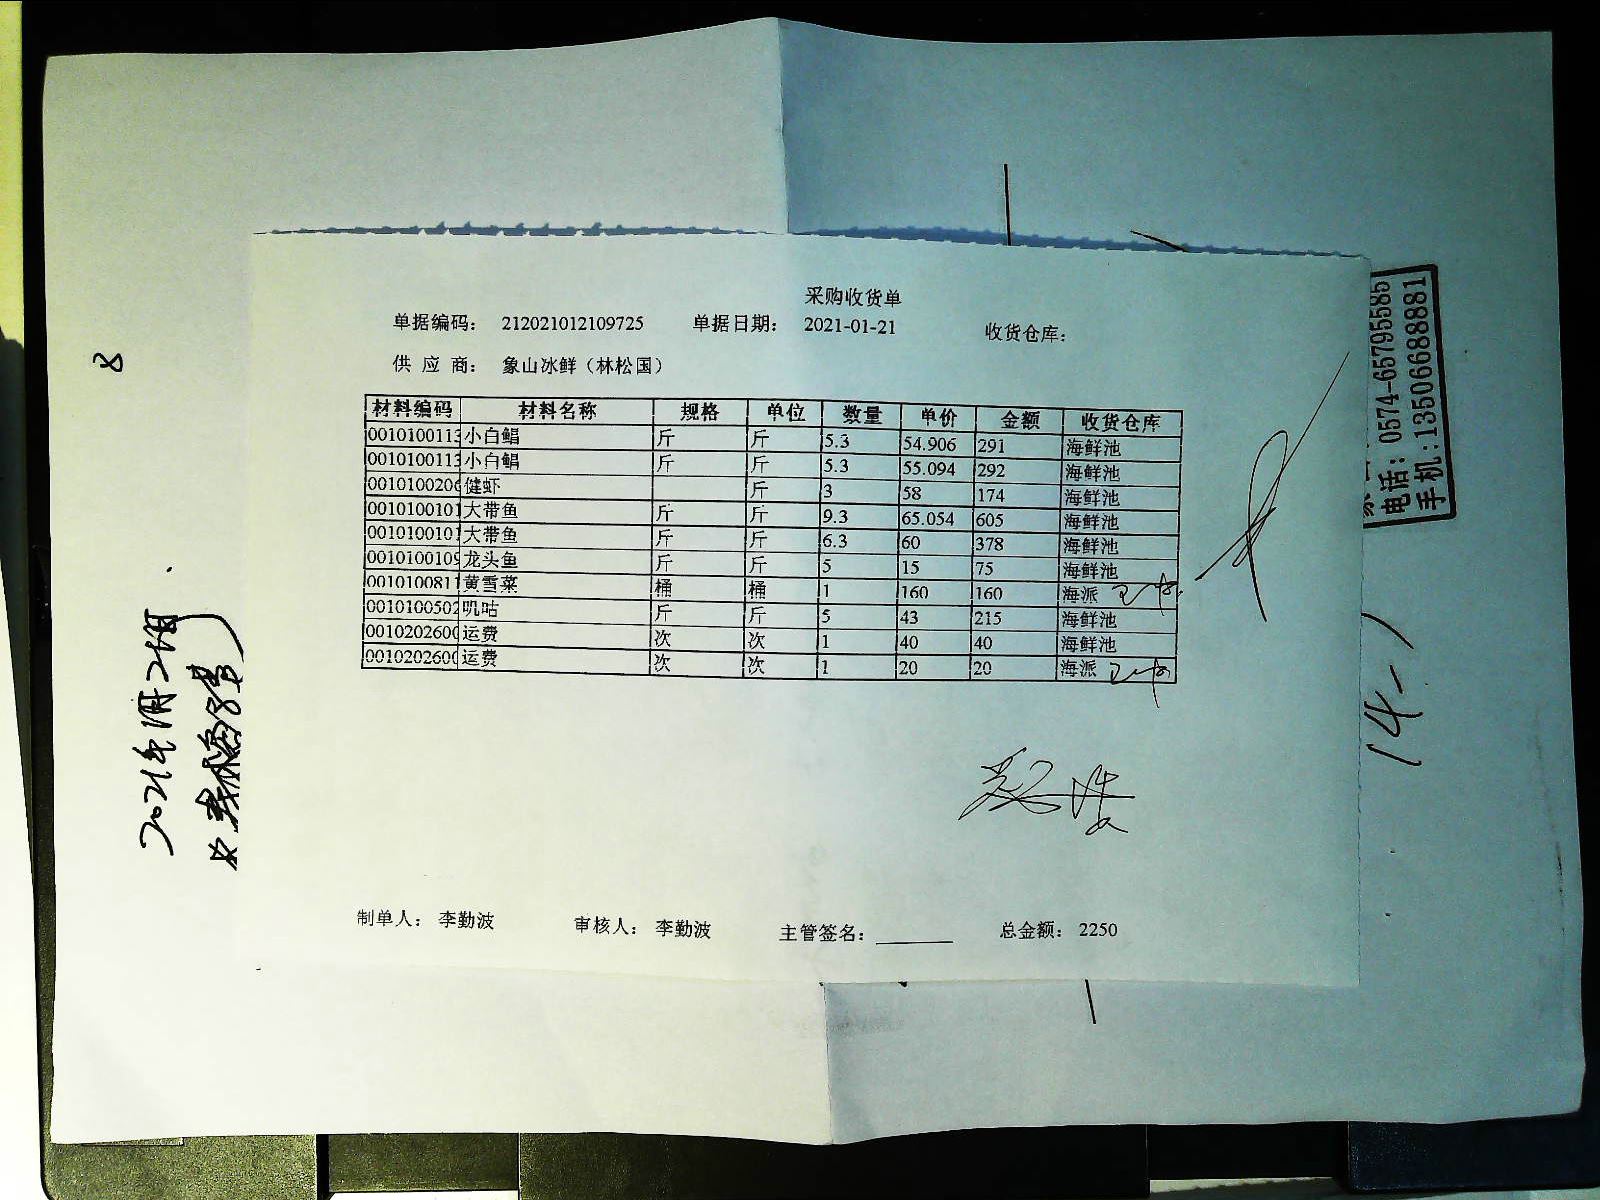 采购收货单
单据编码： 212021012109725 单据日期： 2021-01-21 收货仓库：
供 应 商： 象山冰鲜（林松国）
材料编码 材料名称 规格 单位 数量 单价 金额 收货仓库
0010100113 小白鲳 斤 斤 5.3 54.906 291 海鲜池
0010100113 小白鲳 斤 斤 5.3 55.094 292 海鲜池
001010020 健虾 斤 3 58 174 海鲜池
001010010 大带鱼 斤 斤 9.3 65.054 605 海鲜池
001010010 大带鱼 斤 斤 6.3 60 378 海鲜池
001010010 龙头鱼 斤 斤 5 15 75 海鲜池
001010081 黄雪菜 桶 桶 1 160 160 海派
0010100502 叽咕 斤 斤 5 43 215 海鲜池
001020260 运费 次 次 1 40 40 海鲜池
001020260 运费 次 次 1 20 20 海派
制单人： 李勤波 审核人： 李勤波 主管签名： 总金额： 2250
电话：0574-65795585
手机:13506688881
14-1
8
2021年1月21日